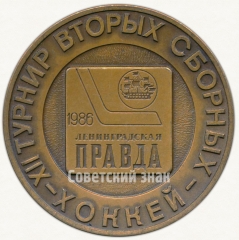 XII ТУРНИР ВТОРЫХ СБОРНЫХ
-ХОККЕЙ-
1986
ЛЕНИНГРАДСКАЯ
ПРАВДА
Советский знак